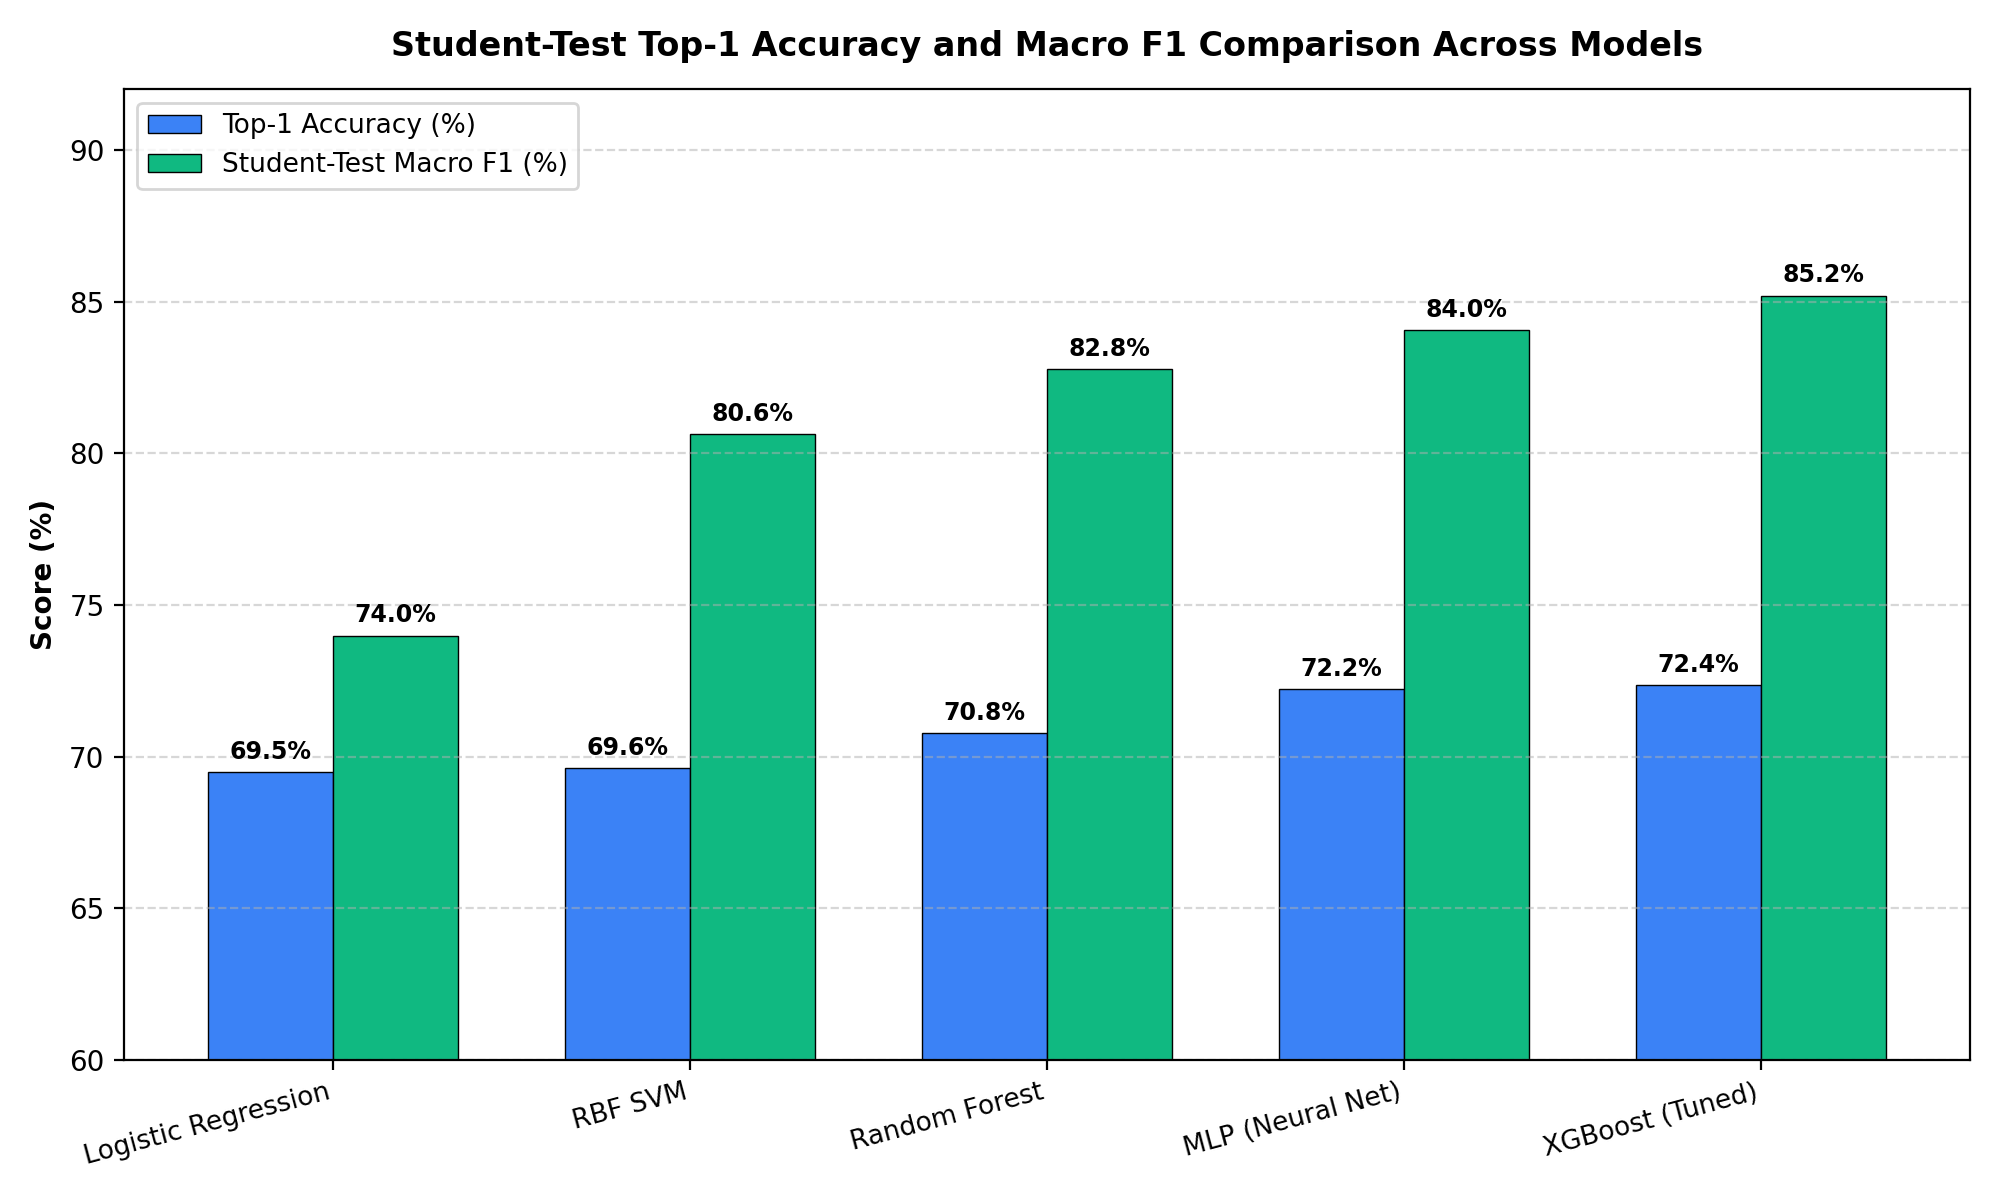 Student-Test Top-1 Accuracy and Macro F1 Comparison Across Models
Top-1 Accuracy (%)
Student-Test Macro F1 (%)
Score (%)
90
85
80
75
70
65
60
69.5%
74.0%
69.6%
80.6%
70.8%
82.8%
72.2%
84.0%
72.4%
85.2%
Logistic Regression
RBF SVM
Random Forest
MLP (Neural Net)
XGBoost (Tuned)